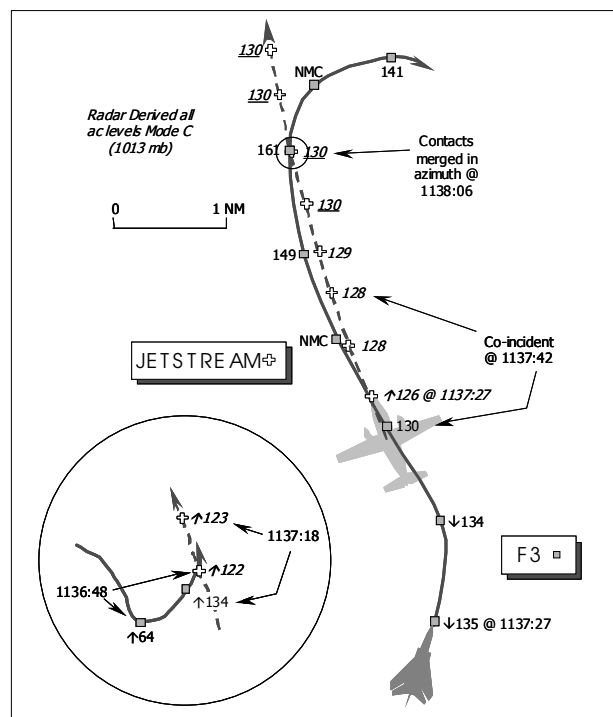 130
NMC
141
130
Radar Derived all
ac levels Mode C
(1013 mb)
161
130
Contacts
merged in
azimuth @
1138:06
0 1 NM
130
149
129
128
NMC
128
Co-incident
@ 1137:42
JETSTREAM
↑126 @ 1137:27
130
↓134
↑123
1137:18
F3
↑122
1136:48
↑134
↑64
↓135 @ 1137:27